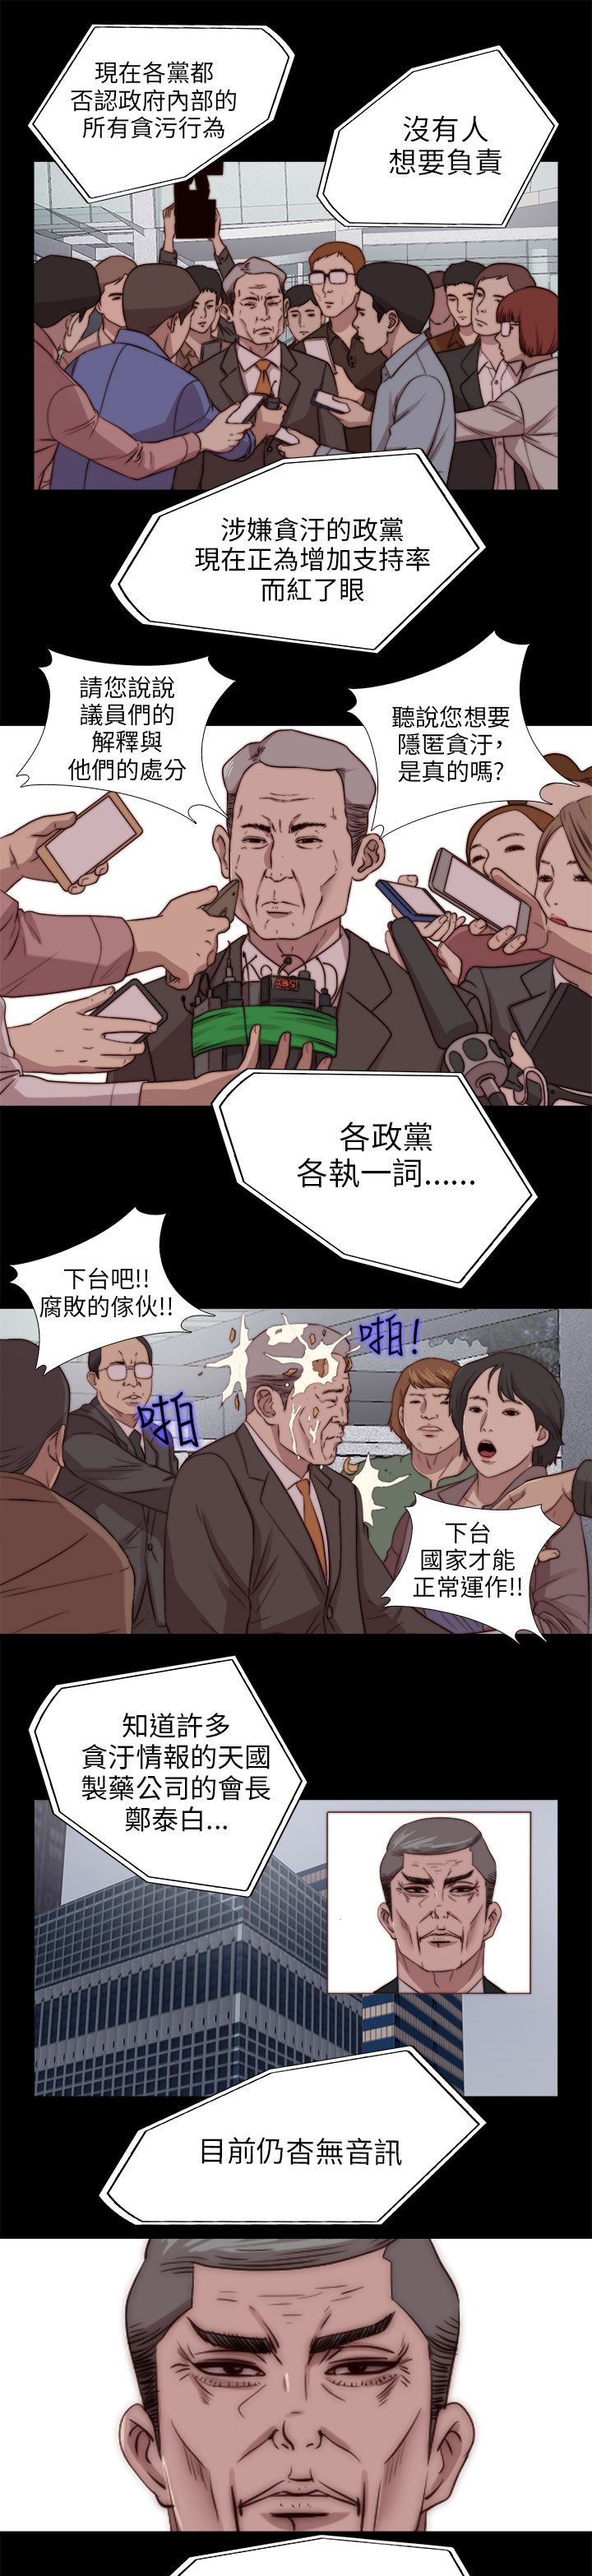 現在各黨都
否認政府內部的
所有貪污行為
沒有人
想要負責
涉嫌貪汙的政黨
現在正為增加支持率
而紅了眼
請您說說
議員們的
解釋與
他們的處分
聽說您想要
隱匿貪汙，
是真的嗎?
ABS
各政黨
各執一詞……
下台吧!!
腐敗的傢伙!!
啪!
啪
下台
國家才能
正常運作!!
知道許多
貪汙情報的天國
製藥公司的會長
鄭泰白...
目前仍杳無音訊